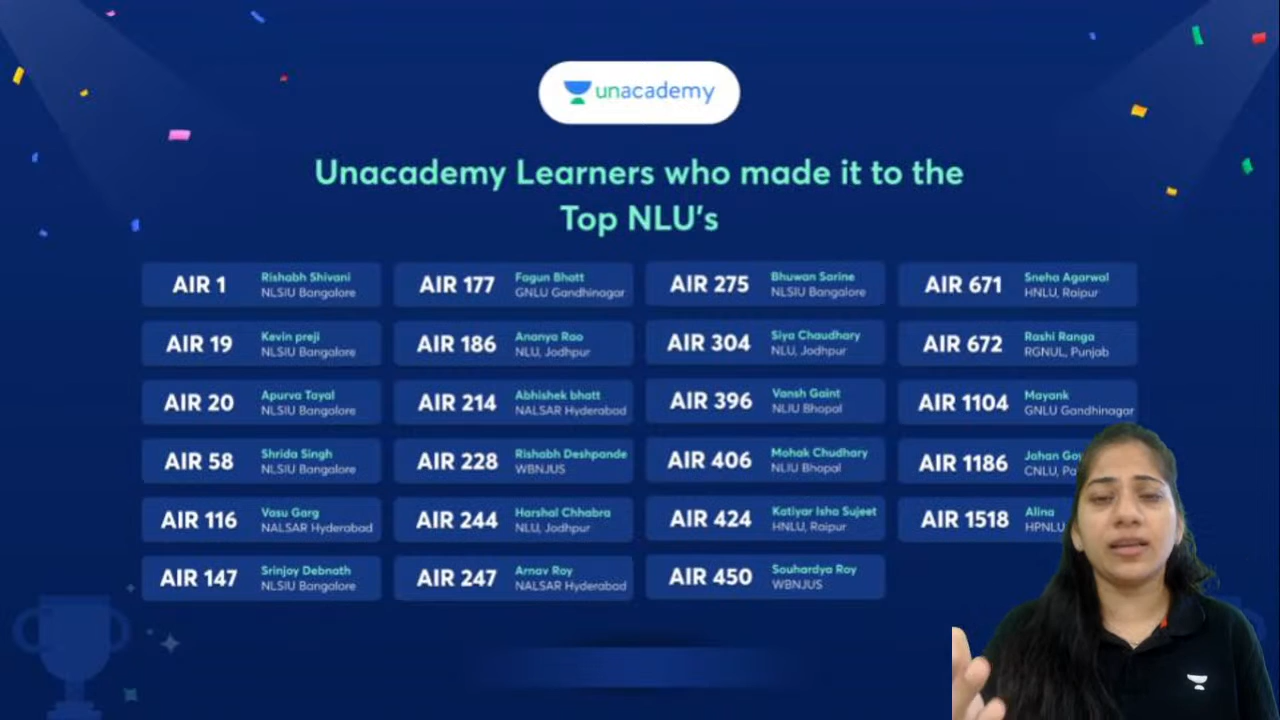 unacademy
Unacademy Learners who made it to the
Top NLU's
AIR 1
Rishabh Shivani
NLSIU Bangalore
AIR 19
Kevin preji
NLSIU Bangalore
AIR 20
Apurva Tayal
NLSIU Bangalore
AIR 58
Shrida Singh
NLSIU Bangalore
AIR 116
Vasu Garg
NALSAR Hyderabad
AIR 147
Srinjoy Debnath
NLSIU Bangalore
AIR 177
Fagun Bhatt
GNLU Gandhinagar
AIR 186
Ananya Rao
NLU, Jodhpur
AIR 214
Abhishek bhatt
NALSAR Hyderabad
AIR 228
Rishabh Deshpande
WBNJUS
AIR 244
Harshal Chhabra
NLU, Jodhpur
AIR 247
Arnav Roy
NALSAR Hyderabad
AIR 275
Bhuwan Sarine
NLSIU Bangalore
AIR 304
Siya Chaudhary
NLU, Jodhpur
AIR 396
Vansh Gaint
NLIU Bhopal
AIR 406
Mohak Chudhary
NLIU Bhopal
AIR 424
Katiyar Isha Sujeet
HNLU, Raipur
AIR 450
Souhardya Roy
WBNJUS
AIR 671
Sneha Agarwal
HNLU, Raipur
AIR 672
Rashi Ranga
RGNUL, Punjab
AIR 1104
Mayank
GNLU Gandhinagar
AIR 1186
Jahan
CNLU,
AIR 1518
Alina
HPNLU